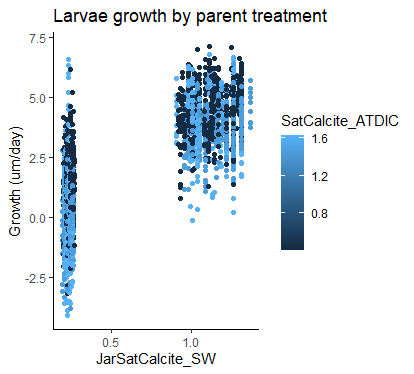 Larvae growth by parent treatment
7.5
5.0
2.5
0.0
-2.5
Growth (um/day)
0.5
1.0
JarSatCalcite_SW
SatCalcite_ATDIC
1.6
1.2
0.8